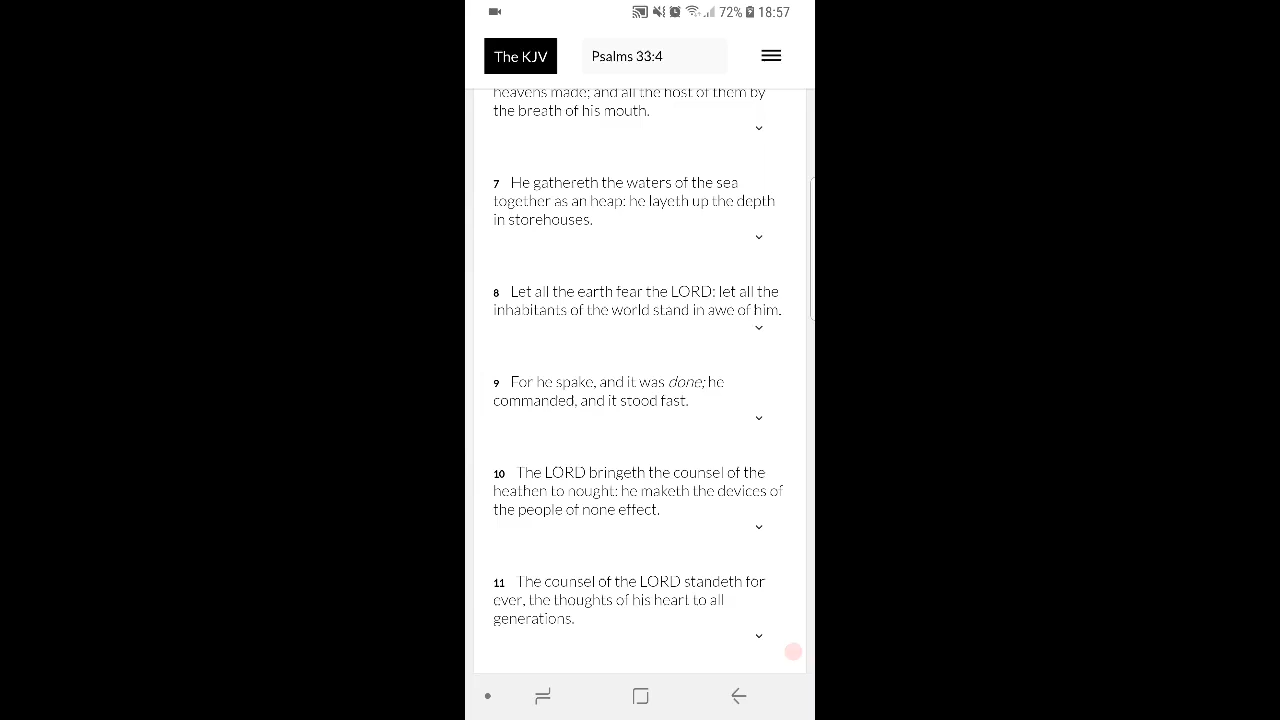 72% 18:57
The KJV
Psalms 33:4
heavens made; and all the host of them by
the breath of his mouth.
7 He gathereth the waters of the sea
together as an heap: he layeth up the depth
in storehouses.
8 Let all the earth fear the LORD: let all the
inhabitants of the world stand in awe of him.
9 For he spake, and it was done; he
commanded, and it stood fast.
10 The LORD bringeth the counsel of the
heathen to nought: he maketh the devices of
the people of none effect.
11 The counsel of the LORD standeth for
ever, the thoughts of his heart to all
generations.